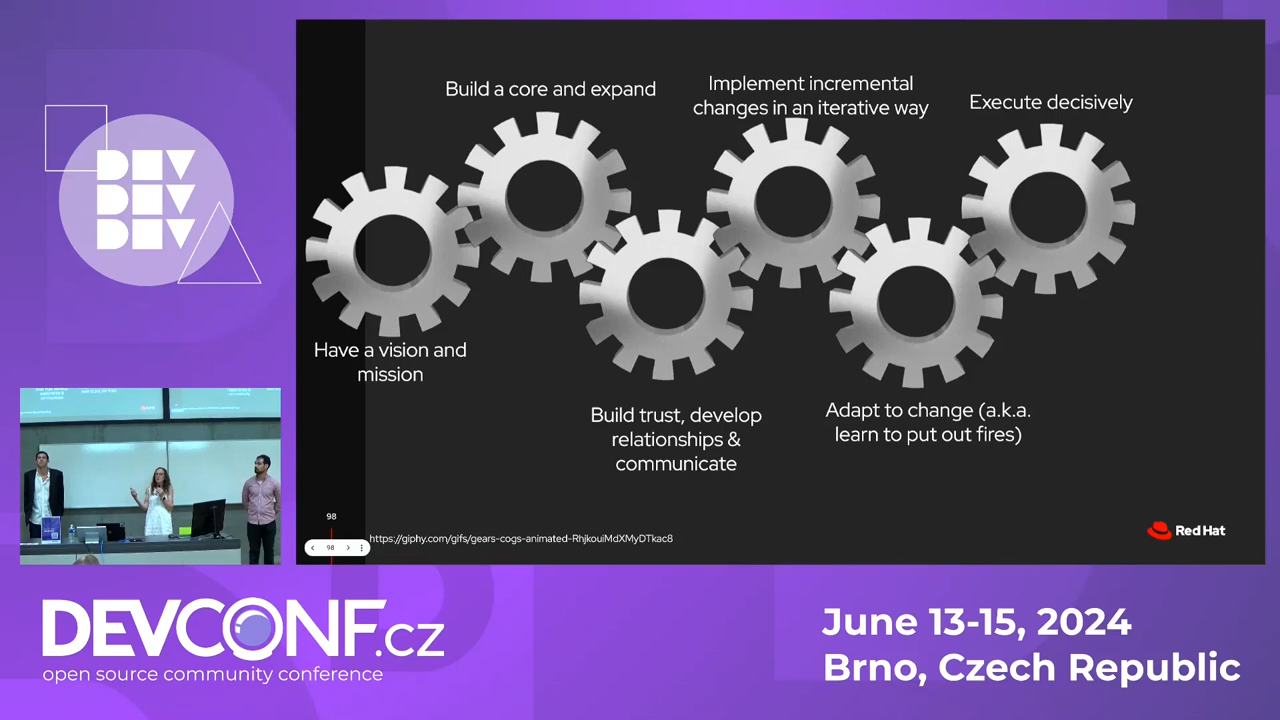 DEV
DEV
DEV
Build a core and expand
Implement incremental
changes in an iterative way
Execute decisively
Have a vision and
mission
Build trust, develop
relationships &
communicate
Adapt to change (a.k.a.
learn to put out fires)
98
98
https://giphy.com/gifs/gears-cogs-animated-RhjkouiMdXMyDTkac8
Red Hat
DEVCONF.cz
open source community conference
June 13-15, 2024
Brno, Czech Republic